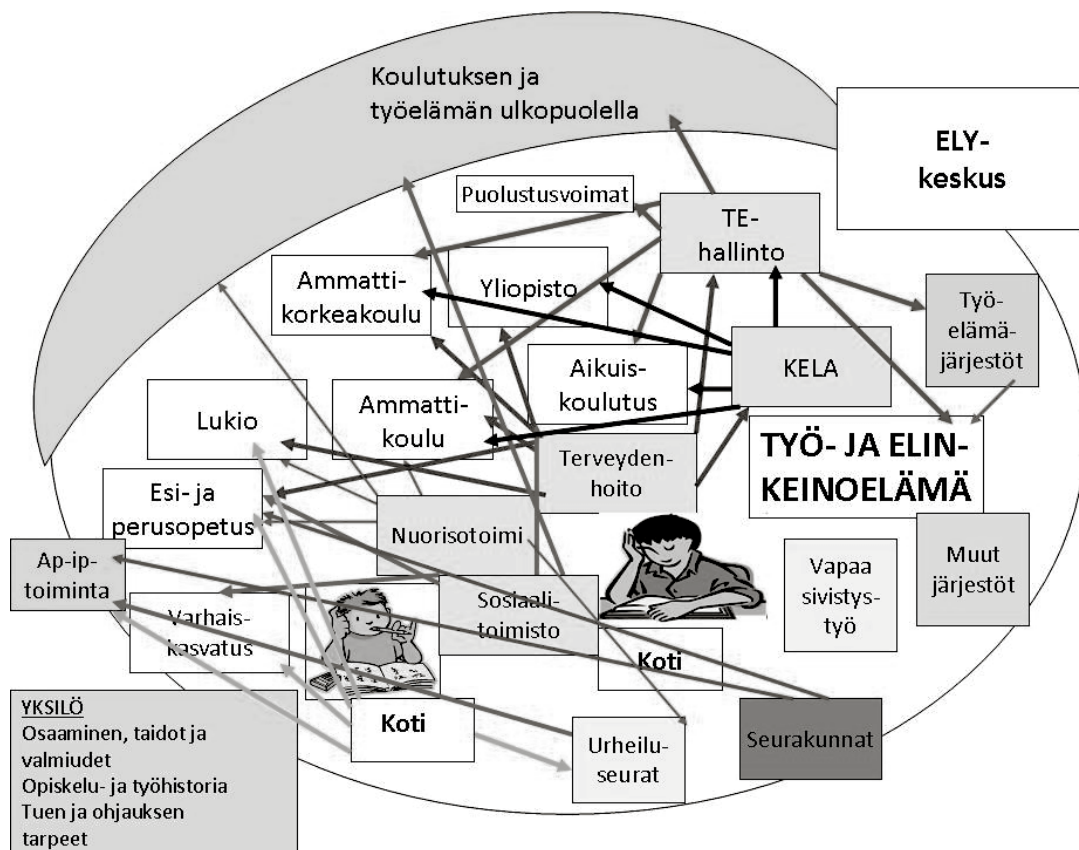 Koulutuksen ja
työelämän ulkopuolella
ELY-
keskus
Puolustusvoimat
TE-
hallinto
Ammatti-
korkeakoulu
Yliopisto
Työ-
elämä-
järjestöt
Aikuis-
koulutus
KELA
Lukio
Ammatti-
koulu
TYÖ- JA ELIN-
KEINOELÄMÄ
Terveyden-
hoito
Esi- ja
perusopetus
Nuorisotoimi
Ap-ip-
toiminta
Vapaa
sivistys-
työ
Muut
järjestöt
Varhais-
kasvatus
Sosiaali-
toimisto
Koti
Koti
YKSILÖ
Osaaminen, taidot ja
valmiudet
Opiskelu- ja työhistoria
Tuen ja ohjauksen
tarpeet
Urheilu-
seurat
Seurakunnat